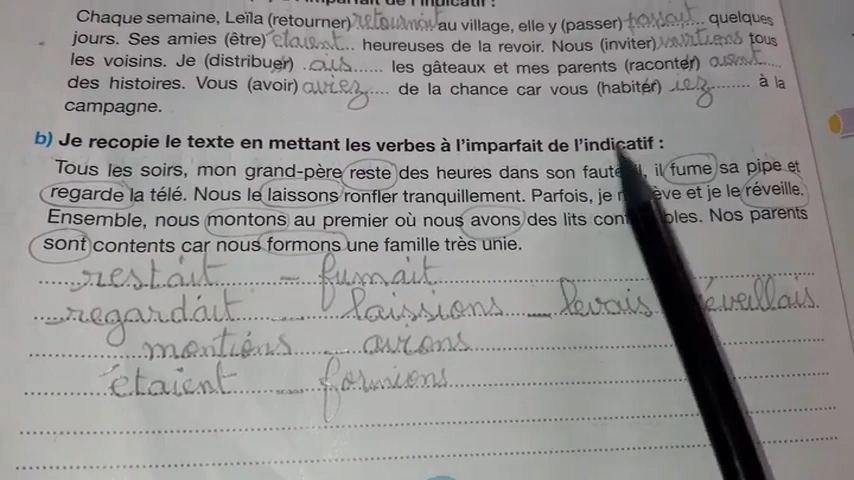 l'indicatif :
Chaque semaine, Leïla (retourner) retournait au village, elle y (passer) passait... quelques
jours. Ses amies (être) étaient... heureuses de la revoir. Nous (inviter) invitions tous
les voisins. Je (distribuer) .ais...... les gâteaux et mes parents (raconter) aient.....
des histoires. Vous (avoir) aviez.... de la chance car vous (habiter) iez......... à la
campagne.
b) Je recopie le texte en mettant les verbes à l'imparfait de l'indicatif :
Tous les soirs, mon grand-père reste des heures dans son fauteuil, il fume sa pipe et
regarde la télé. Nous le laissons ronfler tranquillement. Parfois, je me lève et je le réveille.
Ensemble, nous montons au premier où nous avons des lits confortables. Nos parents
sont contents car nous formons une famille très unie.
restait - fumait
regardait laissions levais réveillais
montions
étaient formions